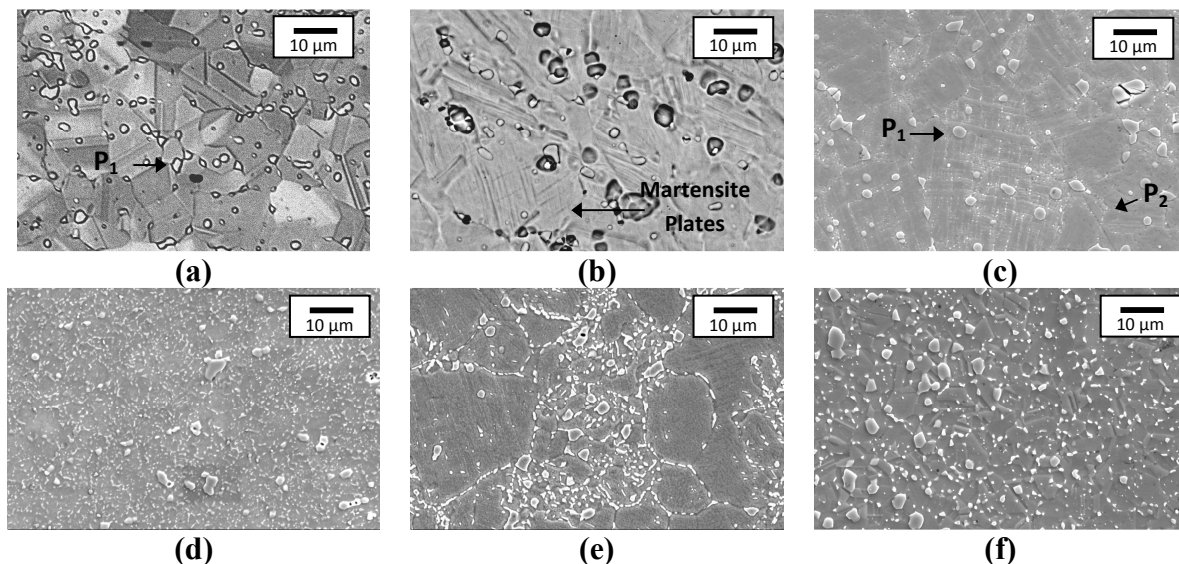 10 µm
10 µm
10 µm
P1
Martensite
Plates
P1
P2
(a)
(b)
(c)
10 µm
10 µm
10 µm
(d)
(e)
(f)